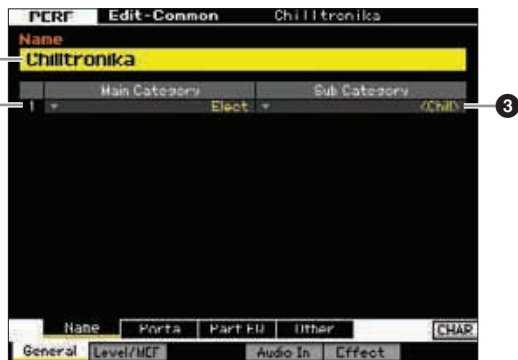 PERF Edit-Common Chilltronika
Name
Chilltronika
Main Category Sub Category
1 Elect (Chill) 3
Name Porta Part EQ Other CHAR
General Level/MEF Audio In Effect